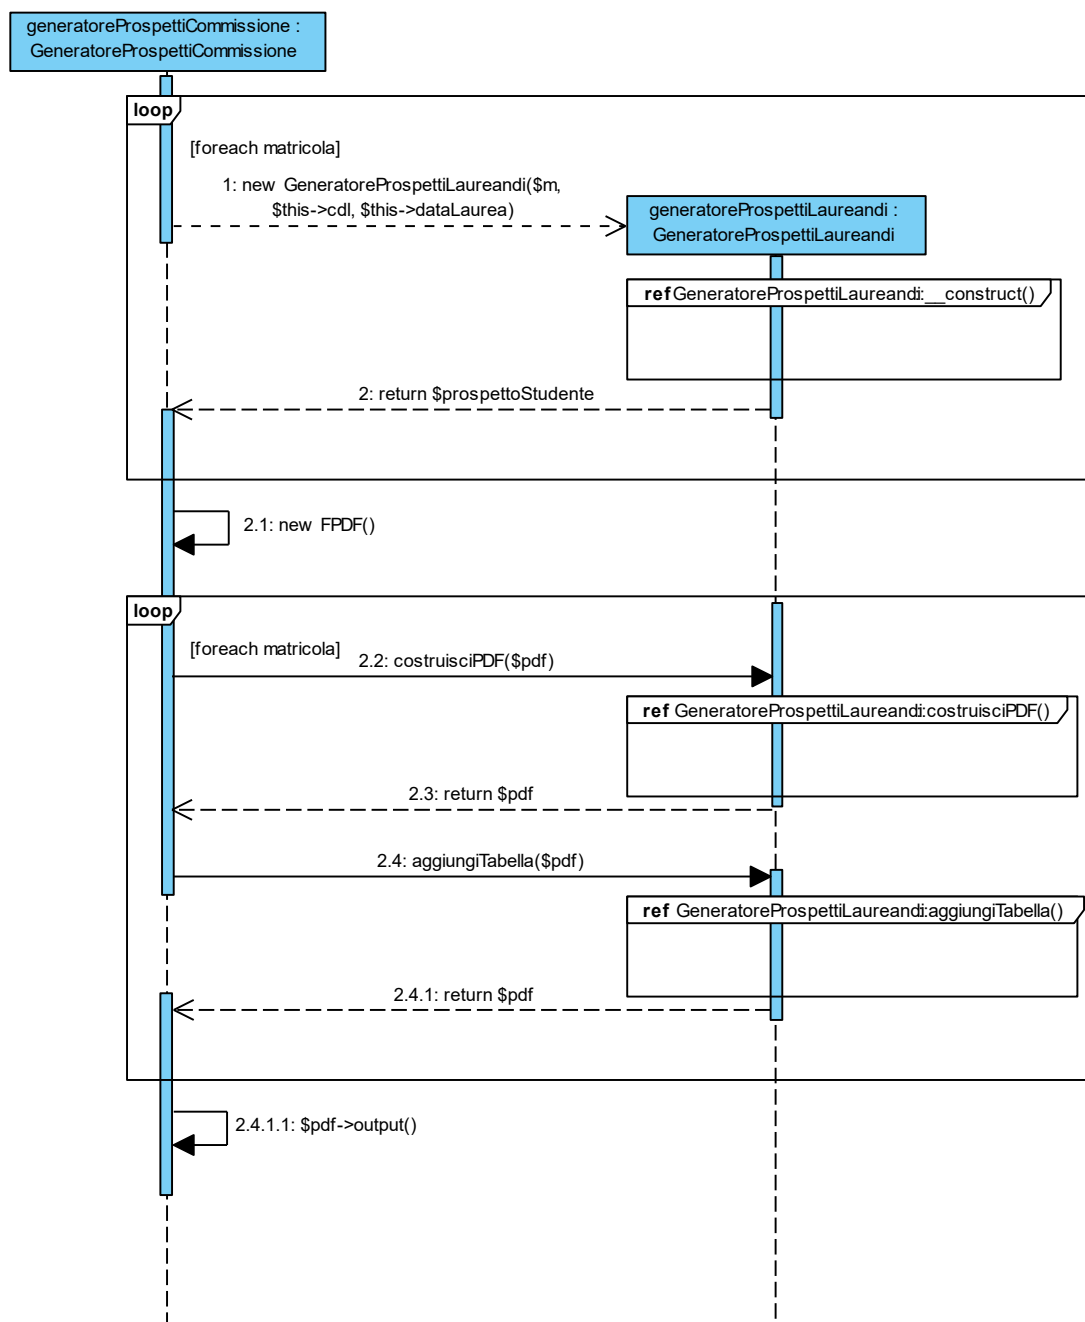 generatoreProspettiCommissione :
GeneratoreProspettiCommissione
loop
[foreach matricola]
1: new GeneratoreProspettiLaureandi($m,
$this->cdl, $this->dataLaurea)
generatoreProspettiLaureandi :
GeneratoreProspettiLaureandi
ref GeneratoreProspettiLaureandi:__construct()
2: return $prospettoStudente
2.1: new FPDF()
loop
[foreach matricola]
2.2: costruisciPDF($pdf)
ref GeneratoreProspettiLaureandi:costruisciPDF()
2.3: return $pdf
2.4: aggiungiTabella($pdf)
ref GeneratoreProspettiLaureandi:aggiungiTabella()
2.4.1: return $pdf
2.4.1.1: $pdf->output()